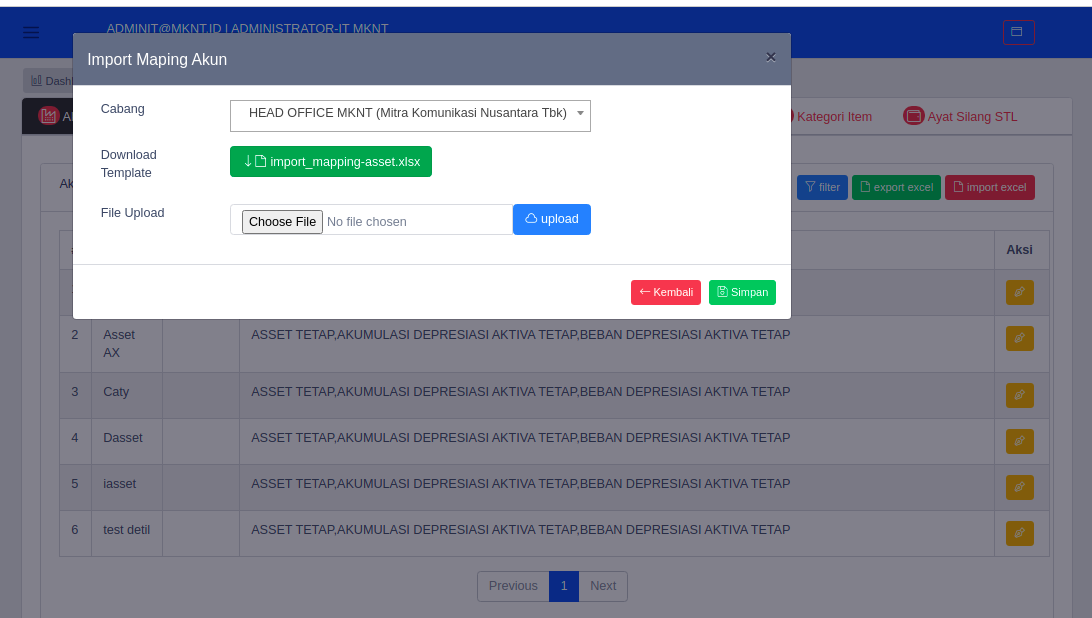 ADMINIT@MKNT.ID | ADMINISTRATOR-IT MKNT
Import Maping Akun
×
Cabang
HEAD OFFICE MKNT (Mitra Komunikasi Nusantara Tbk)
Download Template
import_mapping-asset.xlsx
File Upload
Choose File No file chosen
upload
Kembali
Simpan
Kategori Item
Ayat Silang STL
filter
export excel
import excel
Aksi
2 Asset AX ASSET TETAP,AKUMULASI DEPRESIASI AKTIVA TETAP,BEBAN DEPRESIASI AKTIVA TETAP
3 Caty ASSET TETAP,AKUMULASI DEPRESIASI AKTIVA TETAP,BEBAN DEPRESIASI AKTIVA TETAP
4 Dasset ASSET TETAP,AKUMULASI DEPRESIASI AKTIVA TETAP,BEBAN DEPRESIASI AKTIVA TETAP
5 iasset ASSET TETAP,AKUMULASI DEPRESIASI AKTIVA TETAP,BEBAN DEPRESIASI AKTIVA TETAP
6 test detil ASSET TETAP,AKUMULASI DEPRESIASI AKTIVA TETAP,BEBAN DEPRESIASI AKTIVA TETAP
Previous 1 Next